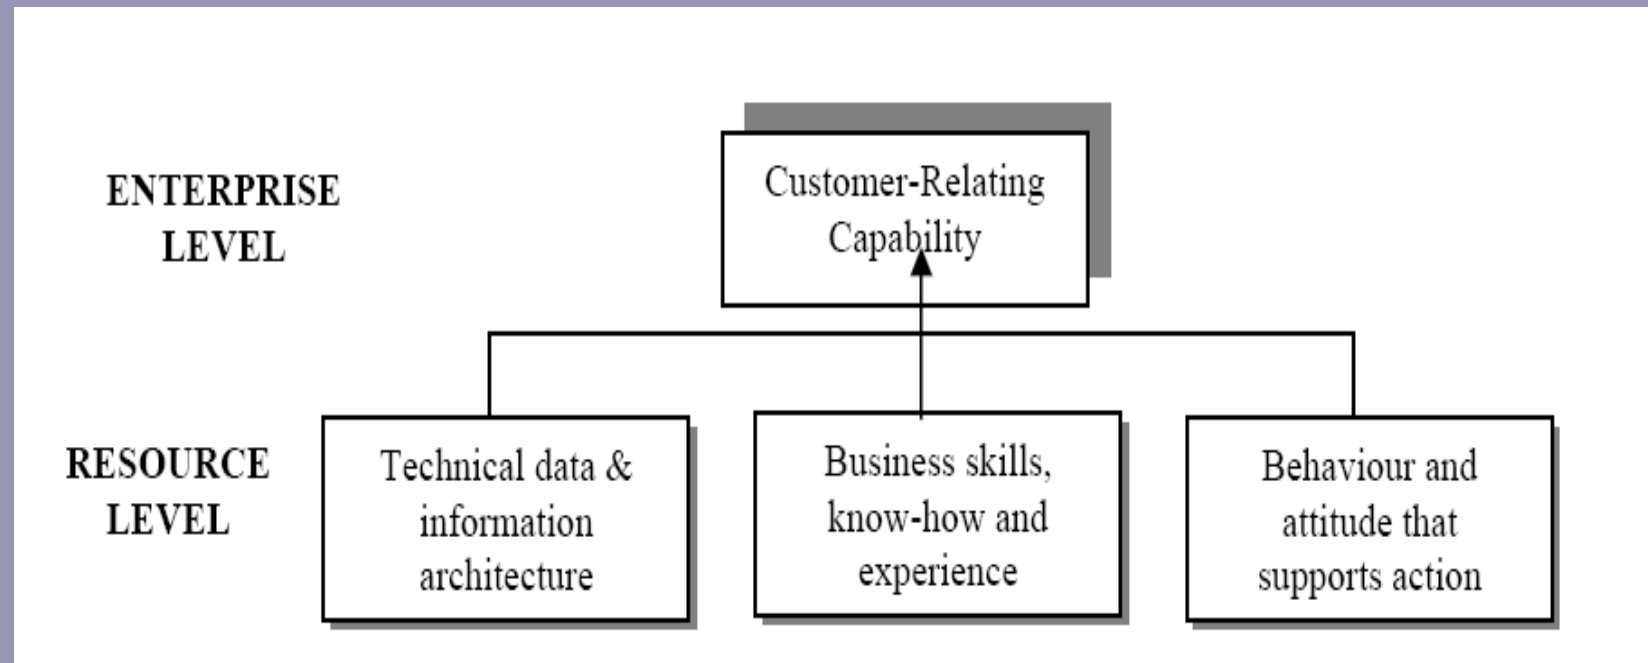 ENTERPRISE
LEVEL
Customer-Relating
Capability
RESOURCE
LEVEL
Technical data &
information
architecture
Business skills,
know-how and
experience
Behaviour and
attitude that
supports action